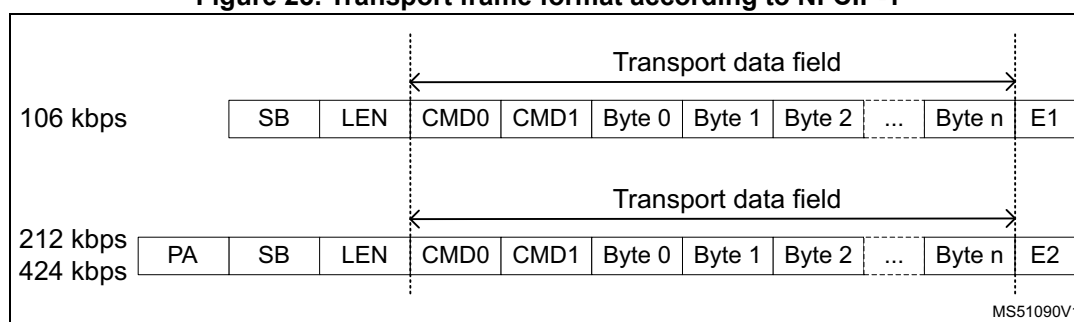 Transport data field
106 kbps SB LEN CMD0 CMD1 Byte 0 Byte 1 Byte 2 ... Byte n E1
Transport data field
212 kbps
424 kbps
PA SB LEN CMD0 CMD1 Byte 0 Byte 1 Byte 2 ... Byte n E2
MS51090V1